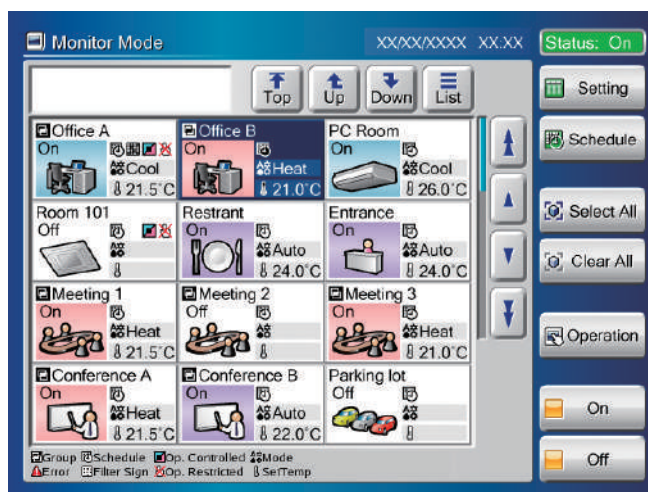 Monitor Mode XX/XX/XXXX XX:XX Status: On
Top Up Down List Setting
Office A Office B PC Room
On On On Schedule
Cool Heat Cool
21.5°C 21.0°C 26.0°C
Room 101 Restrant Entrance Select All
Off On On
Auto Auto
24.0°C 24.0°C Clear All
Meeting 1 Meeting 2 Meeting 3
On Off On
Heat Heat Operation
21.5°C 21.0°C
Conference A Conference B Parking lot
On On Off On
Heat Auto
21.5°C 22.0°C
Group Schedule Op. Controlled Mode Off
Error Filter Sign Op. Restricted SetTemp